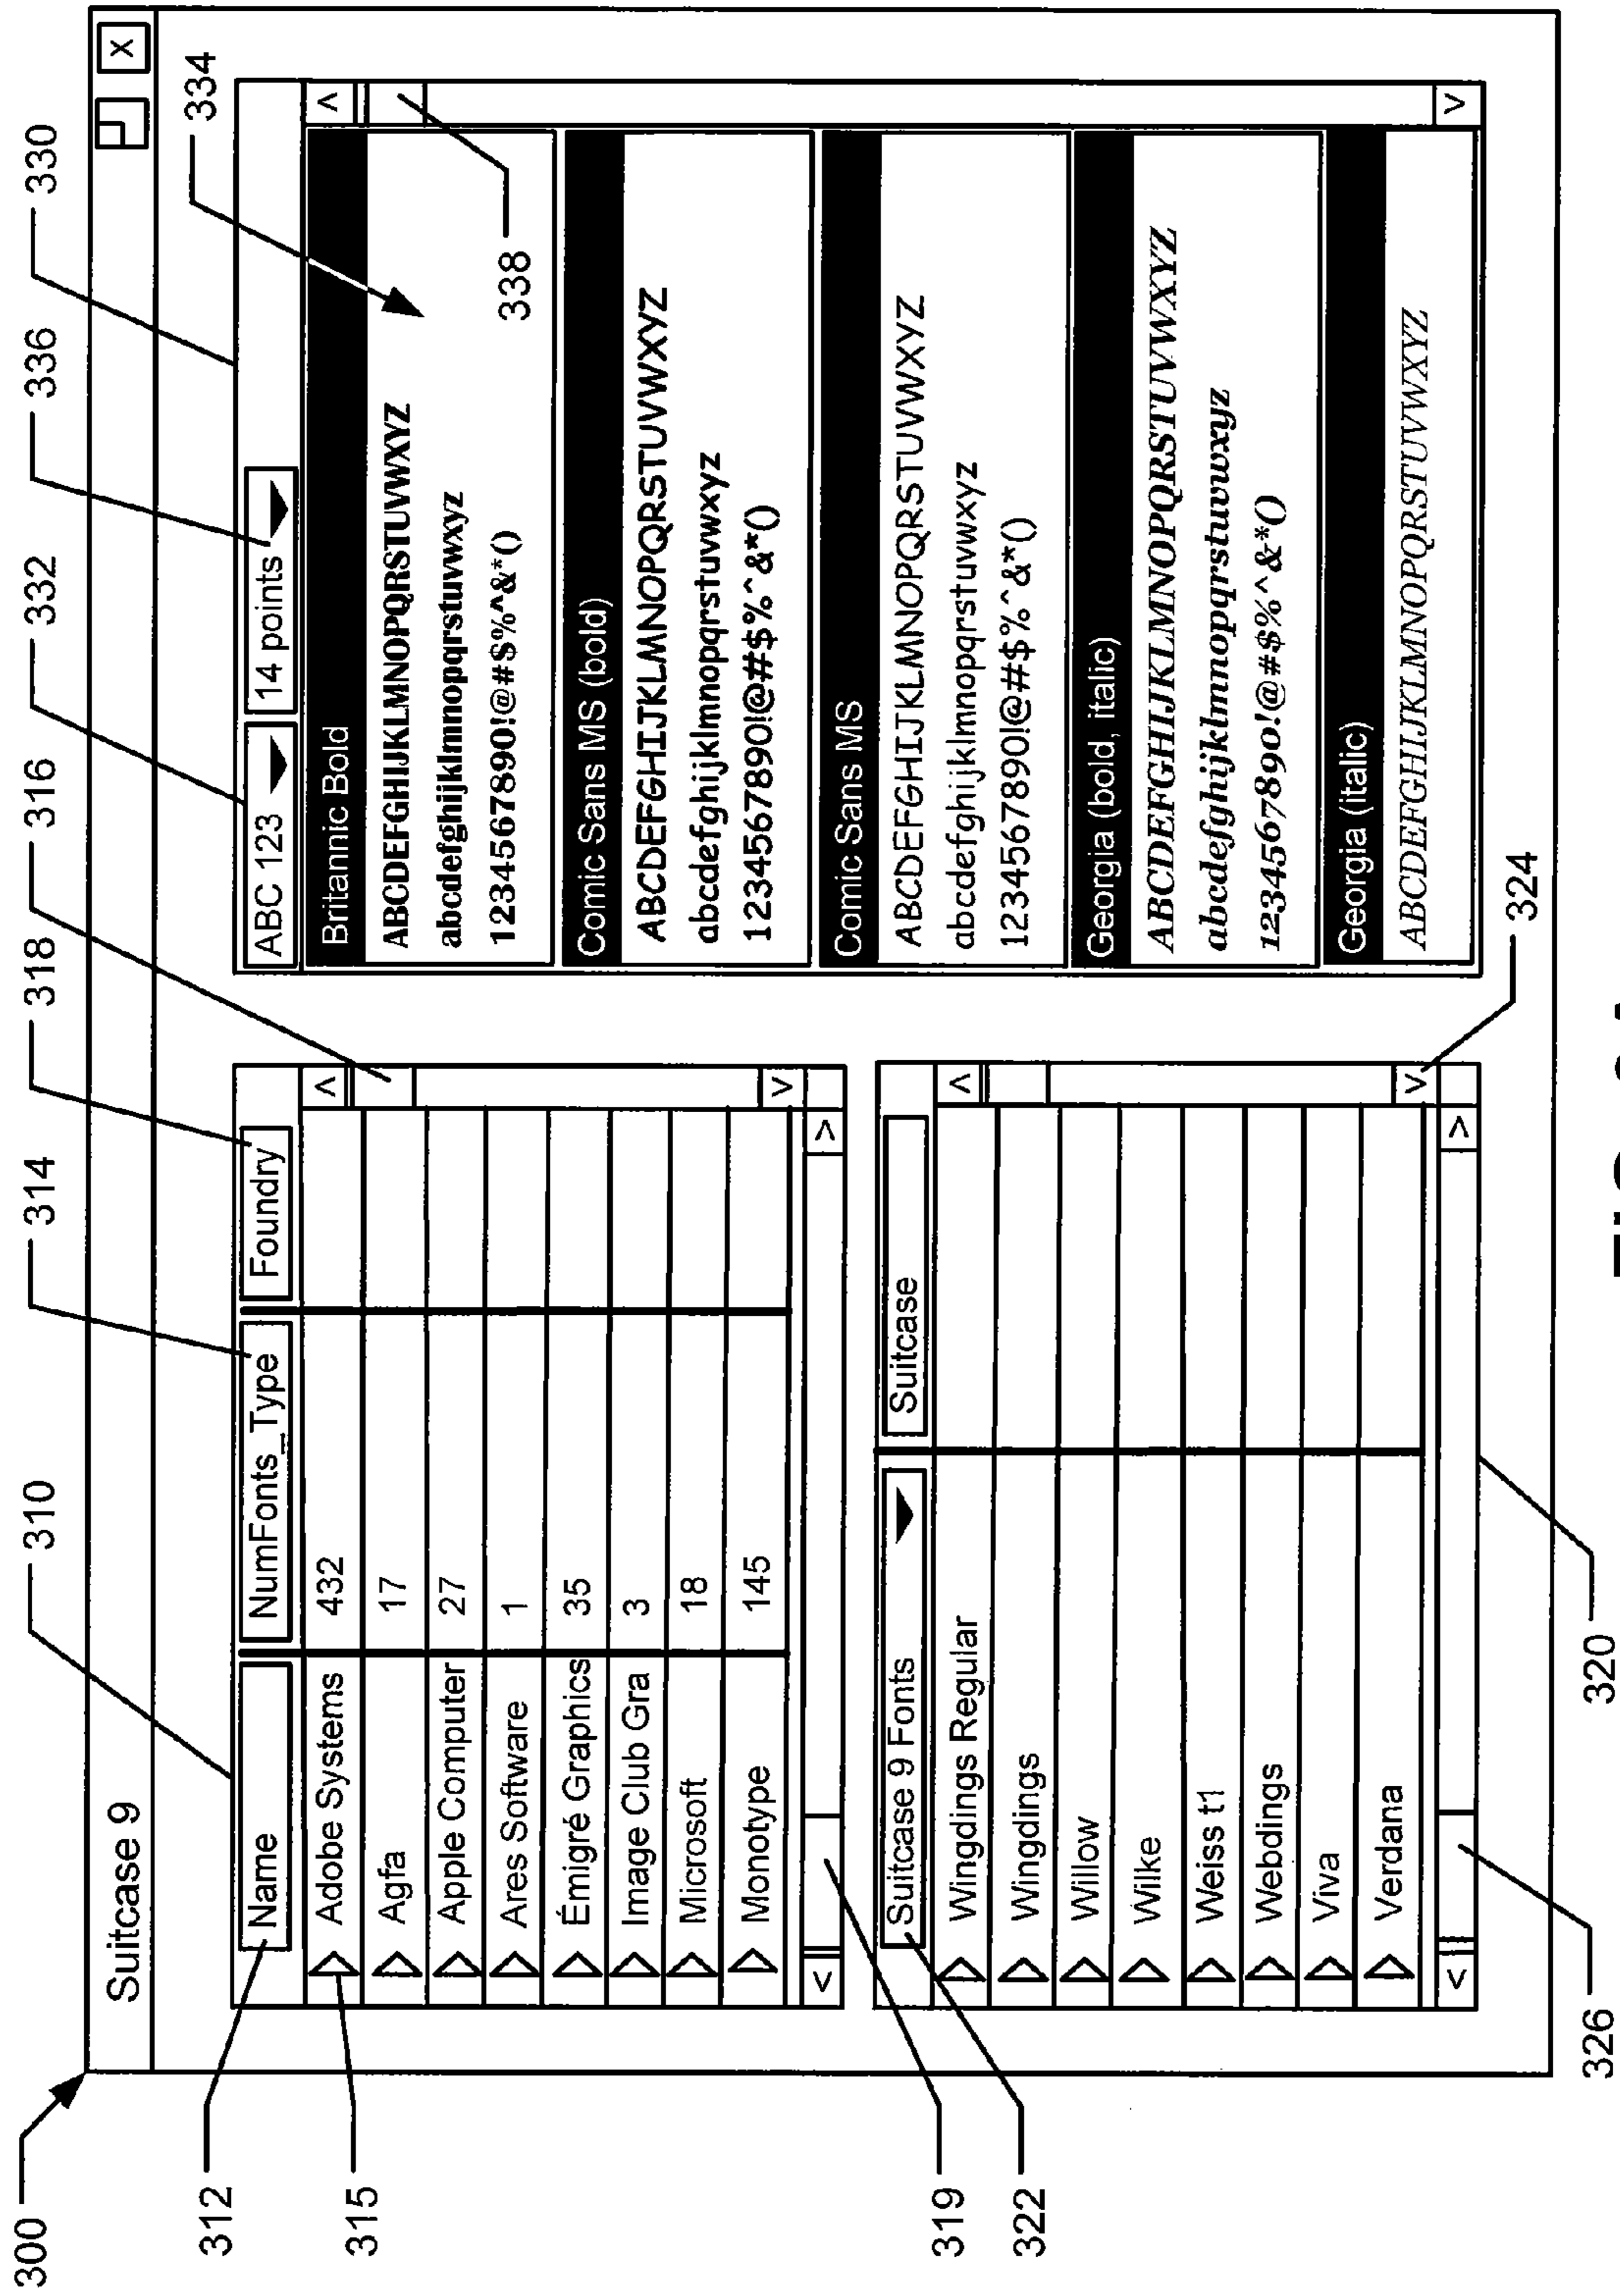 300
310
314
318
316
332
336
330
Suitcase 9
X
312
315
Name
NumFonts_Type
Foundry
Adobe Systems 432
Agfa 17
Apple Computer 27
Ares Software 1
Émigré Graphics 35
Image Club Gra 3
Microsoft 18
Monotype 145
319
322
Suitcase 9 Fonts
Suitcase
Wingdings Regular
Wingdings
Willow
Wilke
Weiss t1
Webdings
Viva
Verdana
326
320
324
ABC 123
14 points
334
338
Britannic Bold
ABCDEFGHIJKLMNOPQRSTUVWXYZ
abcdefghijklmnopqrstuvwxyz
1234567890!@#$%^&*()
Comic Sans MS (bold)
ABCDEFGHIJKLMNOPQRSTUVWXYZ
abcdefghijklmnopqrstuvwxyz
1234567890!@#$%^&*()
Comic Sans MS
ABCDEFGHIJKLMNOPQRSTUVWXYZ
abcdefghijklmnopqrstuvwxyz
1234567890!@#$%^&*()
Georgia (bold, italic)
ABCDEFGHIJKLMNOPQRSTUVWXYZ
abcdefghijklmnopqrstuvwxyz
1234567890!@#$%^&*()
Georgia (italic)
ABCDEFGHIJKLMNOPQRSTUVWXYZ